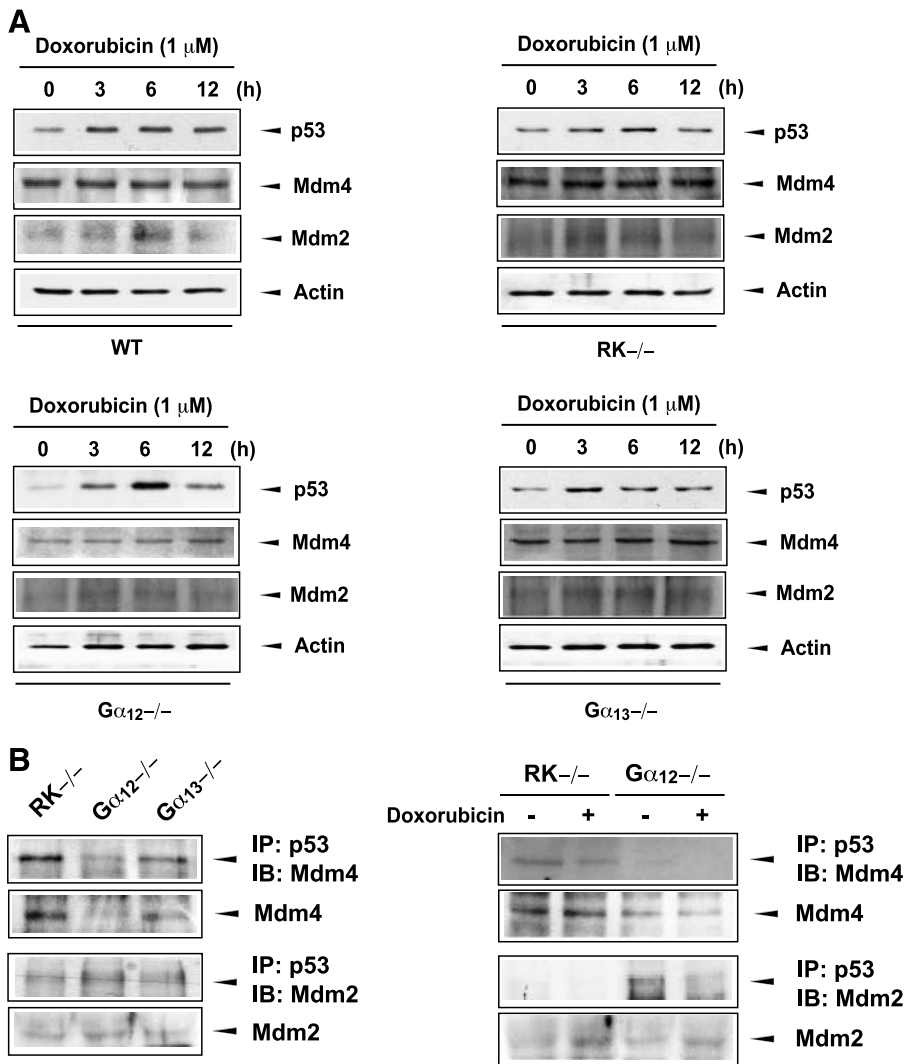 A
Doxorubicin (1 μM)
0 3 6 12 (h)
p53
Mdm4
Mdm2
Actin
WT
Doxorubicin (1 μM)
0 3 6 12 (h)
p53
Mdm4
Mdm2
Actin
RK–/–
Doxorubicin (1 μM)
0 3 6 12 (h)
p53
Mdm4
Mdm2
Actin
Gα12–/–
Doxorubicin (1 μM)
0 3 6 12 (h)
p53
Mdm4
Mdm2
Actin
Gα13–/–
B
RK–/– Gα12–/– Gα13–/–
IP: p53
IB: Mdm4
Mdm4
IP: p53
IB: Mdm2
Mdm2
RK–/– Gα12–/–
Doxorubicin - + - +
IP: p53
IB: Mdm4
Mdm4
IP: p53
IB: Mdm2
Mdm2